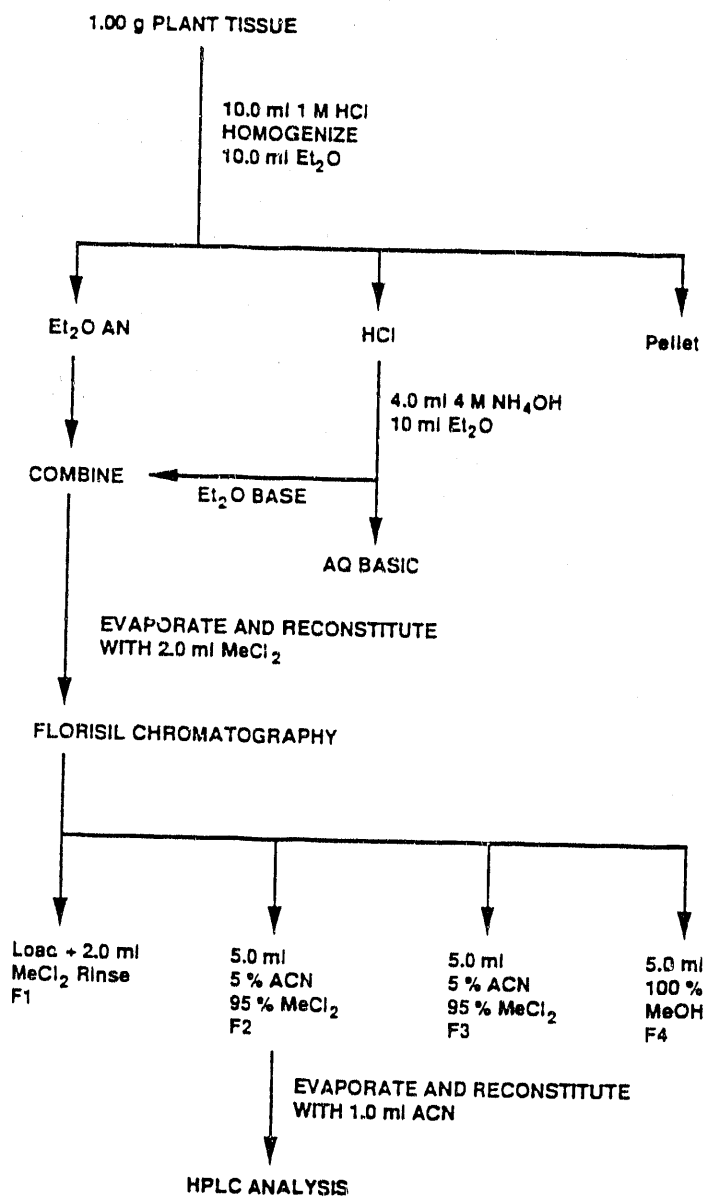 1.00 g PLANT TISSUE
10.0 ml 1 M HCl
HOMOGENIZE
10.0 ml Et₂O
Et₂O AN
HCl
Pellet
4.0 ml 4 M NH₄OH
10 ml Et₂O
COMBINE
Et₂O BASE
AQ BASIC
EVAPORATE AND RECONSTITUTE
WITH 2.0 ml MeCl₂
FLORISIL CHROMATOGRAPHY
Load + 2.0 ml
MeCl₂ Rinse
F1
5.0 ml
5 % ACN
95 % MeCl₂
F2
5.0 ml
5 % ACN
95 % MeCl₂
F3
5.0 ml
100 %
MeOH
F4
EVAPORATE AND RECONSTITUTE
WITH 1.0 ml ACN
HPLC ANALYSIS